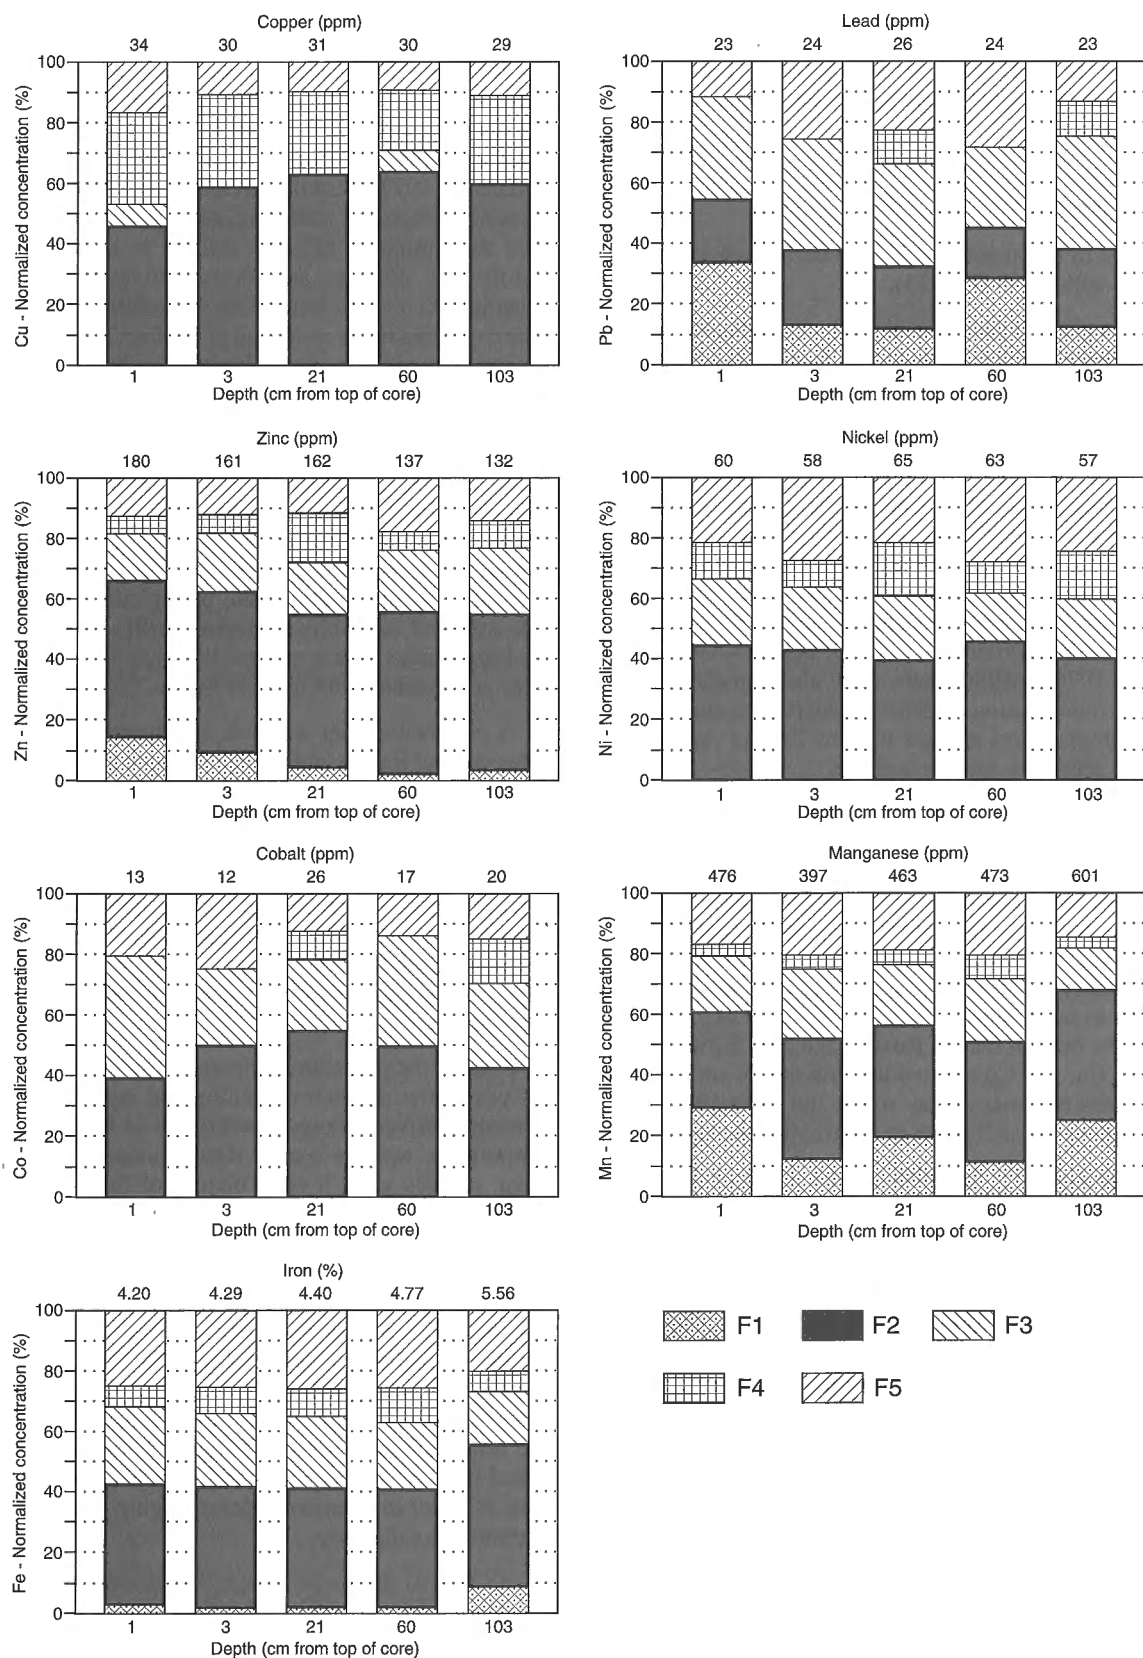 Copper (ppm)
34 30 31 30 29
Cu - Normalized concentration (%)
100
80
60
40
20
0
1 3 21 60 103
Depth (cm from top of core)
Lead (ppm)
23 24 26 24 23
Pb - Normalized concentration (%)
100
80
60
40
20
0
1 3 21 60 103
Depth (cm from top of core)
Zinc (ppm)
180 161 162 137 132
Zn - Normalized concentration (%)
100
80
60
40
20
0
1 3 21 60 103
Depth (cm from top of core)
Nickel (ppm)
60 58 65 63 57
Ni - Normalized concentration (%)
100
80
60
40
20
0
1 3 21 60 103
Depth (cm from top of core)
Cobalt (ppm)
13 12 26 17 20
Co - Normalized concentration (%)
100
80
60
40
20
0
1 3 21 60 103
Depth (cm from top of core)
Manganese (ppm)
476 397 463 473 601
Mn - Normalized concentration (%)
100
80
60
40
20
0
1 3 21 60 103
Depth (cm from top of core)
Iron (%)
4.20 4.29 4.40 4.77 5.56
Fe - Normalized concentration (%)
100
80
60
40
20
0
1 3 21 60 103
Depth (cm from top of core)
F1 F2 F3
F4 F5